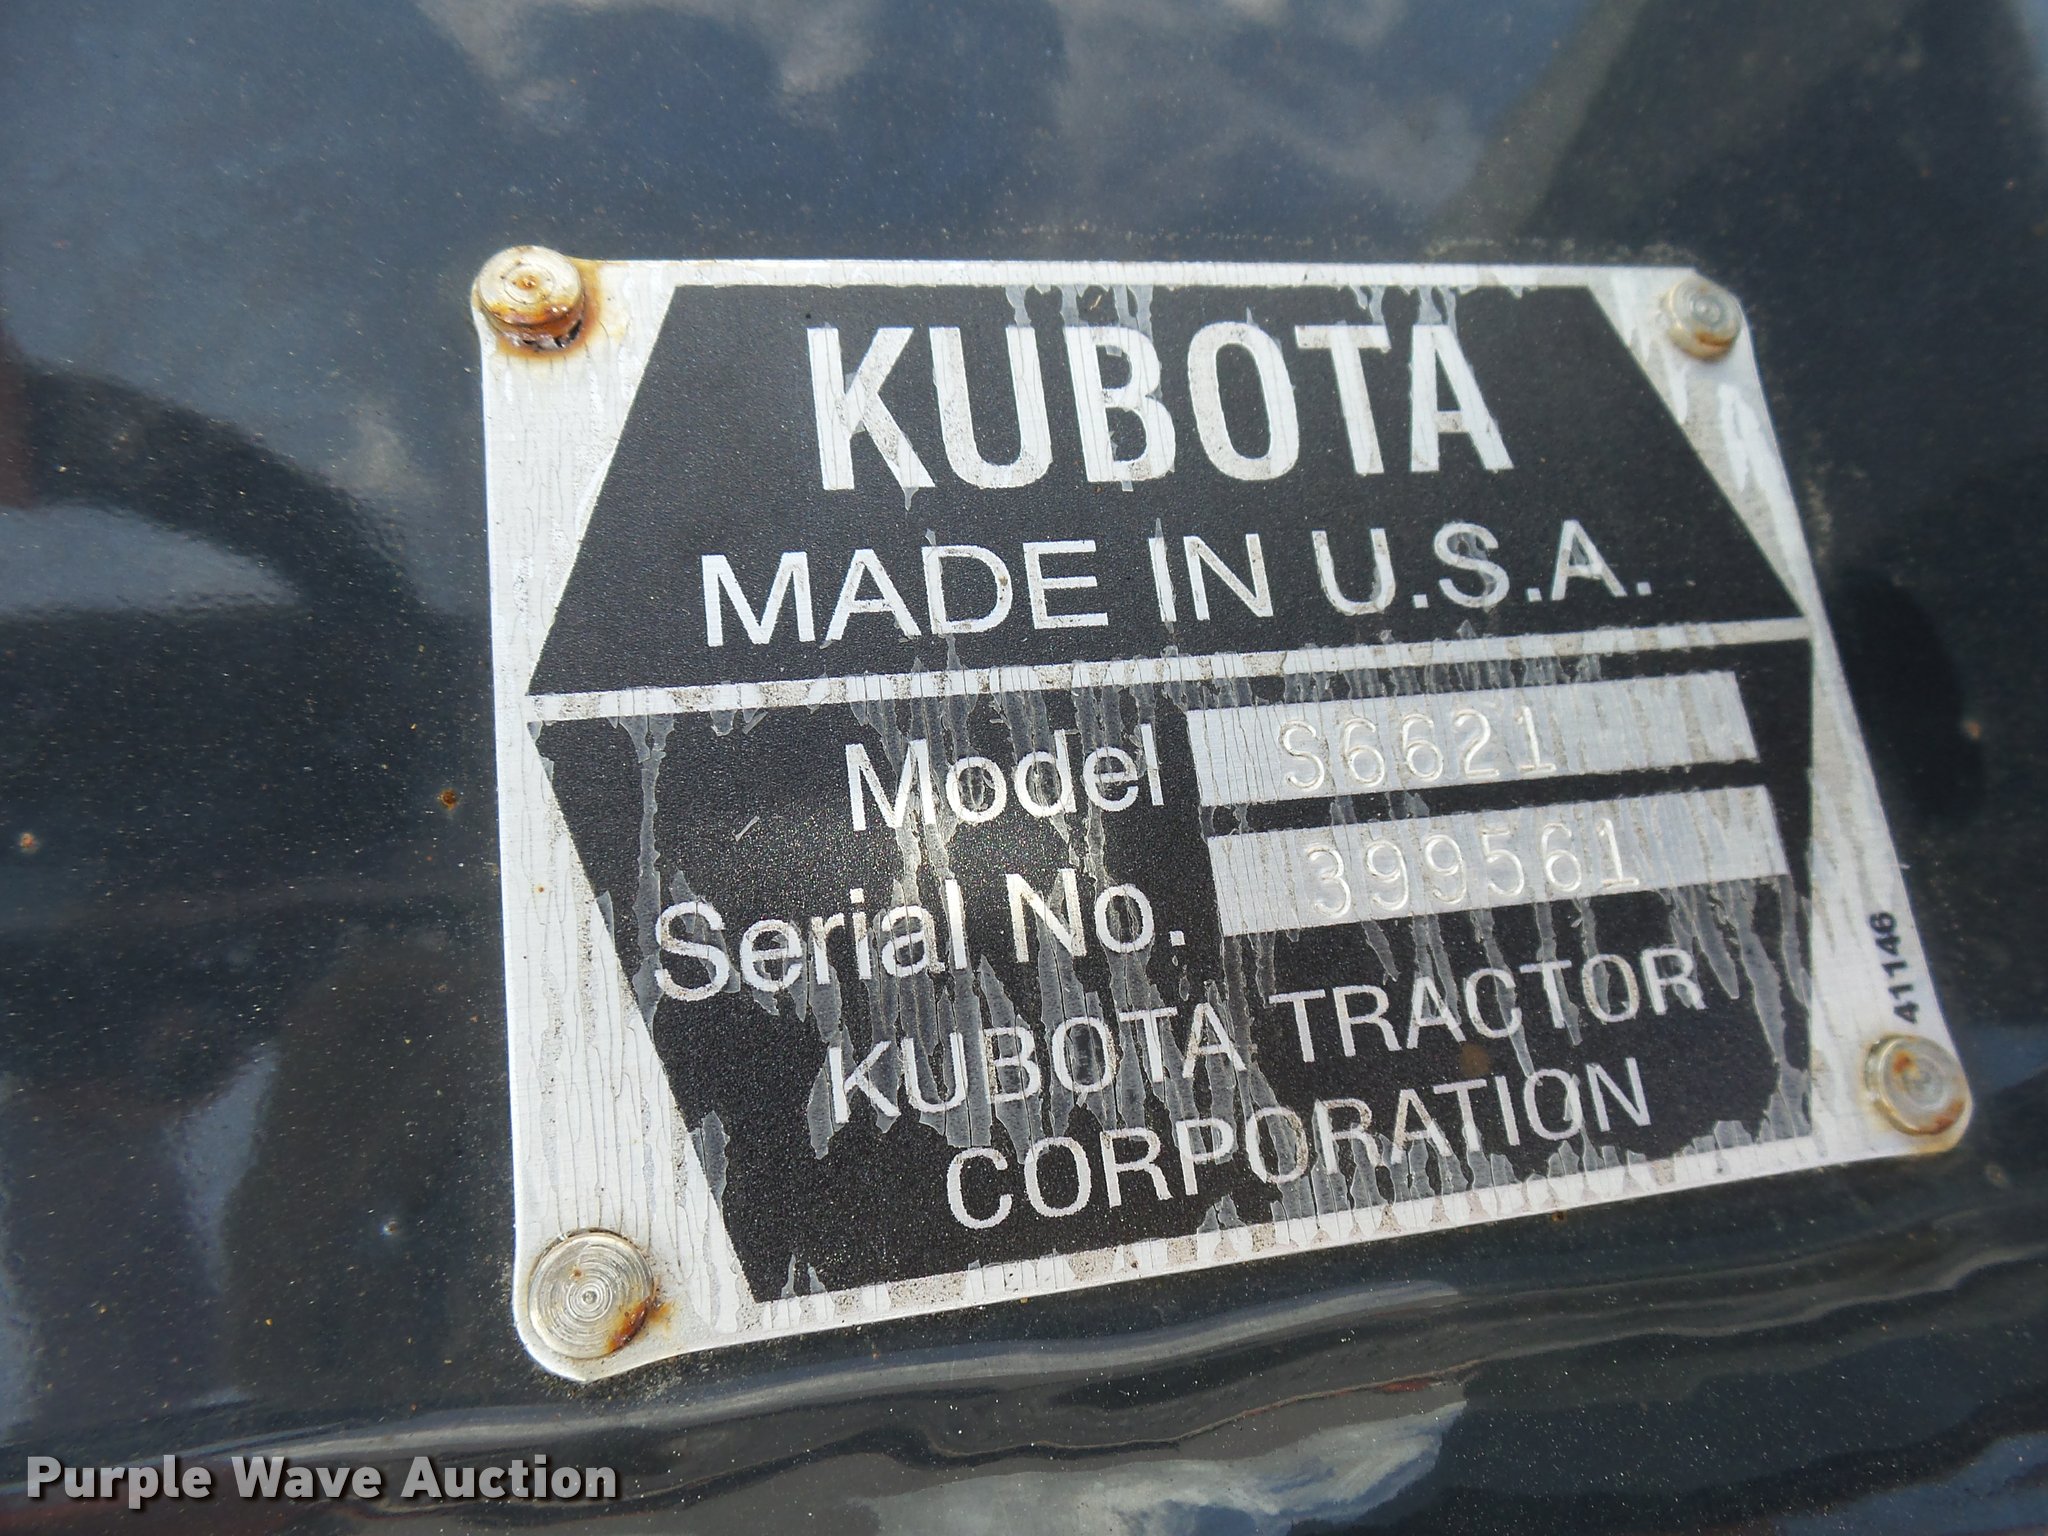 KUBOTA
MADE IN U.S.A.
Model S6621
Serial No. 399561
KUBOTA TRACTOR
CORPORATION
41146
Purple Wave Auction